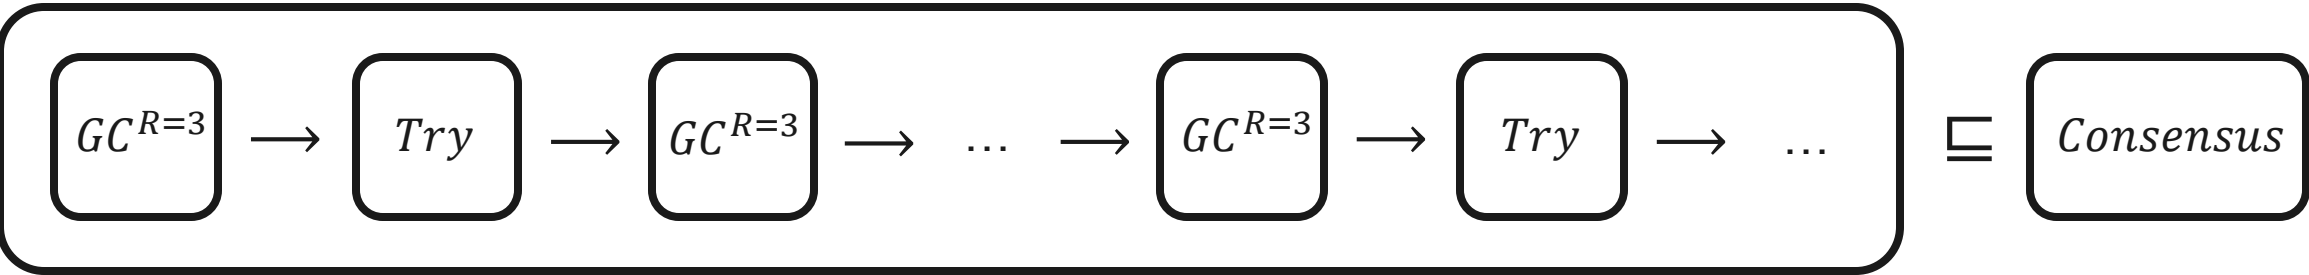 GC^{R=3} → Try → GC^{R=3} → ... → GC^{R=3} → Try → ... ⊑ Consensus